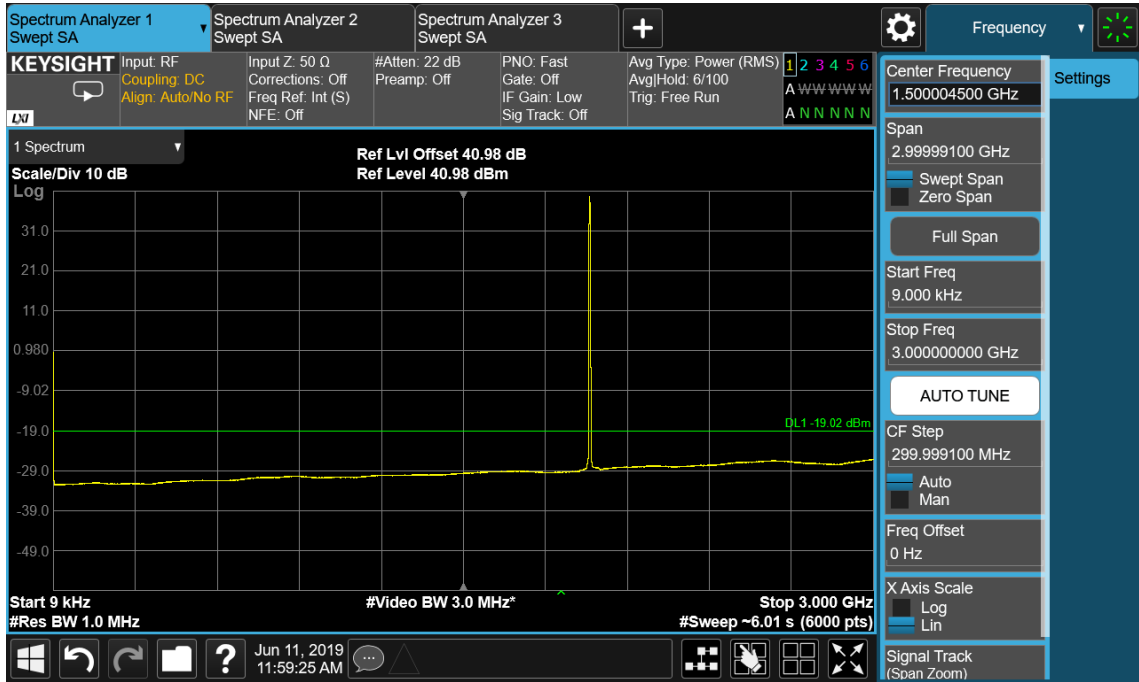 Spectrum Analyzer 1
Swept SA
Spectrum Analyzer 2
Swept SA
Spectrum Analyzer 3
Swept SA
Frequency
KEYSIGHT
LXI
Input: RF
Coupling: DC
Align: Auto/No RF
Input Z: 50 Ω
Corrections: Off
Freq Ref: Int (S)
NFE: Off
#Atten: 22 dB
Preamp: Off
PNO: Fast
Gate: Off
IF Gain: Low
Sig Track: Off
Avg Type: Power (RMS)
Avg|Hold: 6/100
Trig: Free Run
1 2 3 4 5 6
A W W W W W
A N N N N N
1 Spectrum
Scale/Div 10 dB
Log
Ref Lvl Offset 40.98 dB
Ref Level 40.98 dBm
31.0
21.0
11.0
0.980
-9.02
-19.0
-29.0
-39.0
-49.0
DL1 -19.02 dBm
Start 9 kHz
#Res BW 1.0 MHz
#Video BW 3.0 MHz*
Stop 3.000 GHz
#Sweep ~6.01 s (6000 pts)
Center Frequency
1.500004500 GHz
Settings
Span
2.99999100 GHz
Swept Span
Zero Span
Full Span
Start Freq
9.000 kHz
Stop Freq
3.000000000 GHz
AUTO TUNE
CF Step
299.999100 MHz
Auto
Man
Freq Offset
0 Hz
X Axis Scale
Log
Lin
Signal Track
(Span Zoom)
?
Jun 11, 2019
11:59:25 AM